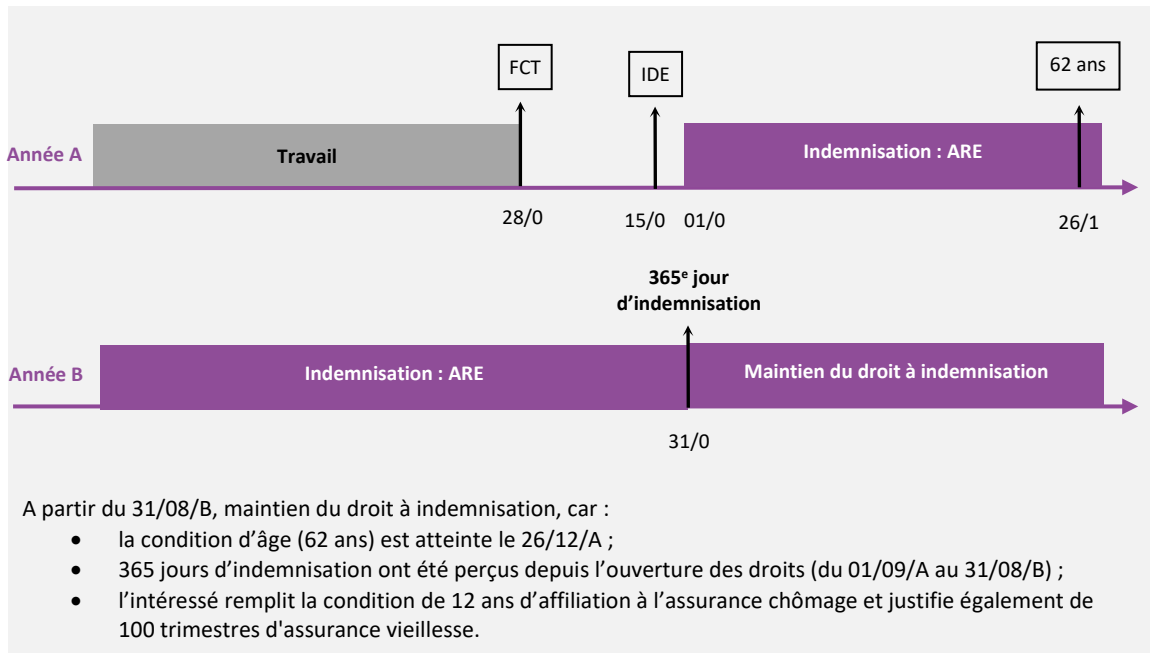 FCT
IDE
62 ans
Année A
Travail
Indemnisation : ARE
28/0
15/0
01/0
26/1
365e jour
d’indemnisation
Année B
Indemnisation : ARE
Maintien du droit à indemnisation
31/0
A partir du 31/08/B, maintien du droit à indemnisation, car :
• la condition d’âge (62 ans) est atteinte le 26/12/A ;
• 365 jours d’indemnisation ont été perçus depuis l’ouverture des droits (du 01/09/A au 31/08/B) ;
• l’intéressé remplit la condition de 12 ans d’affiliation à l’assurance chômage et justifie également de
100 trimestres d'assurance vieillesse.